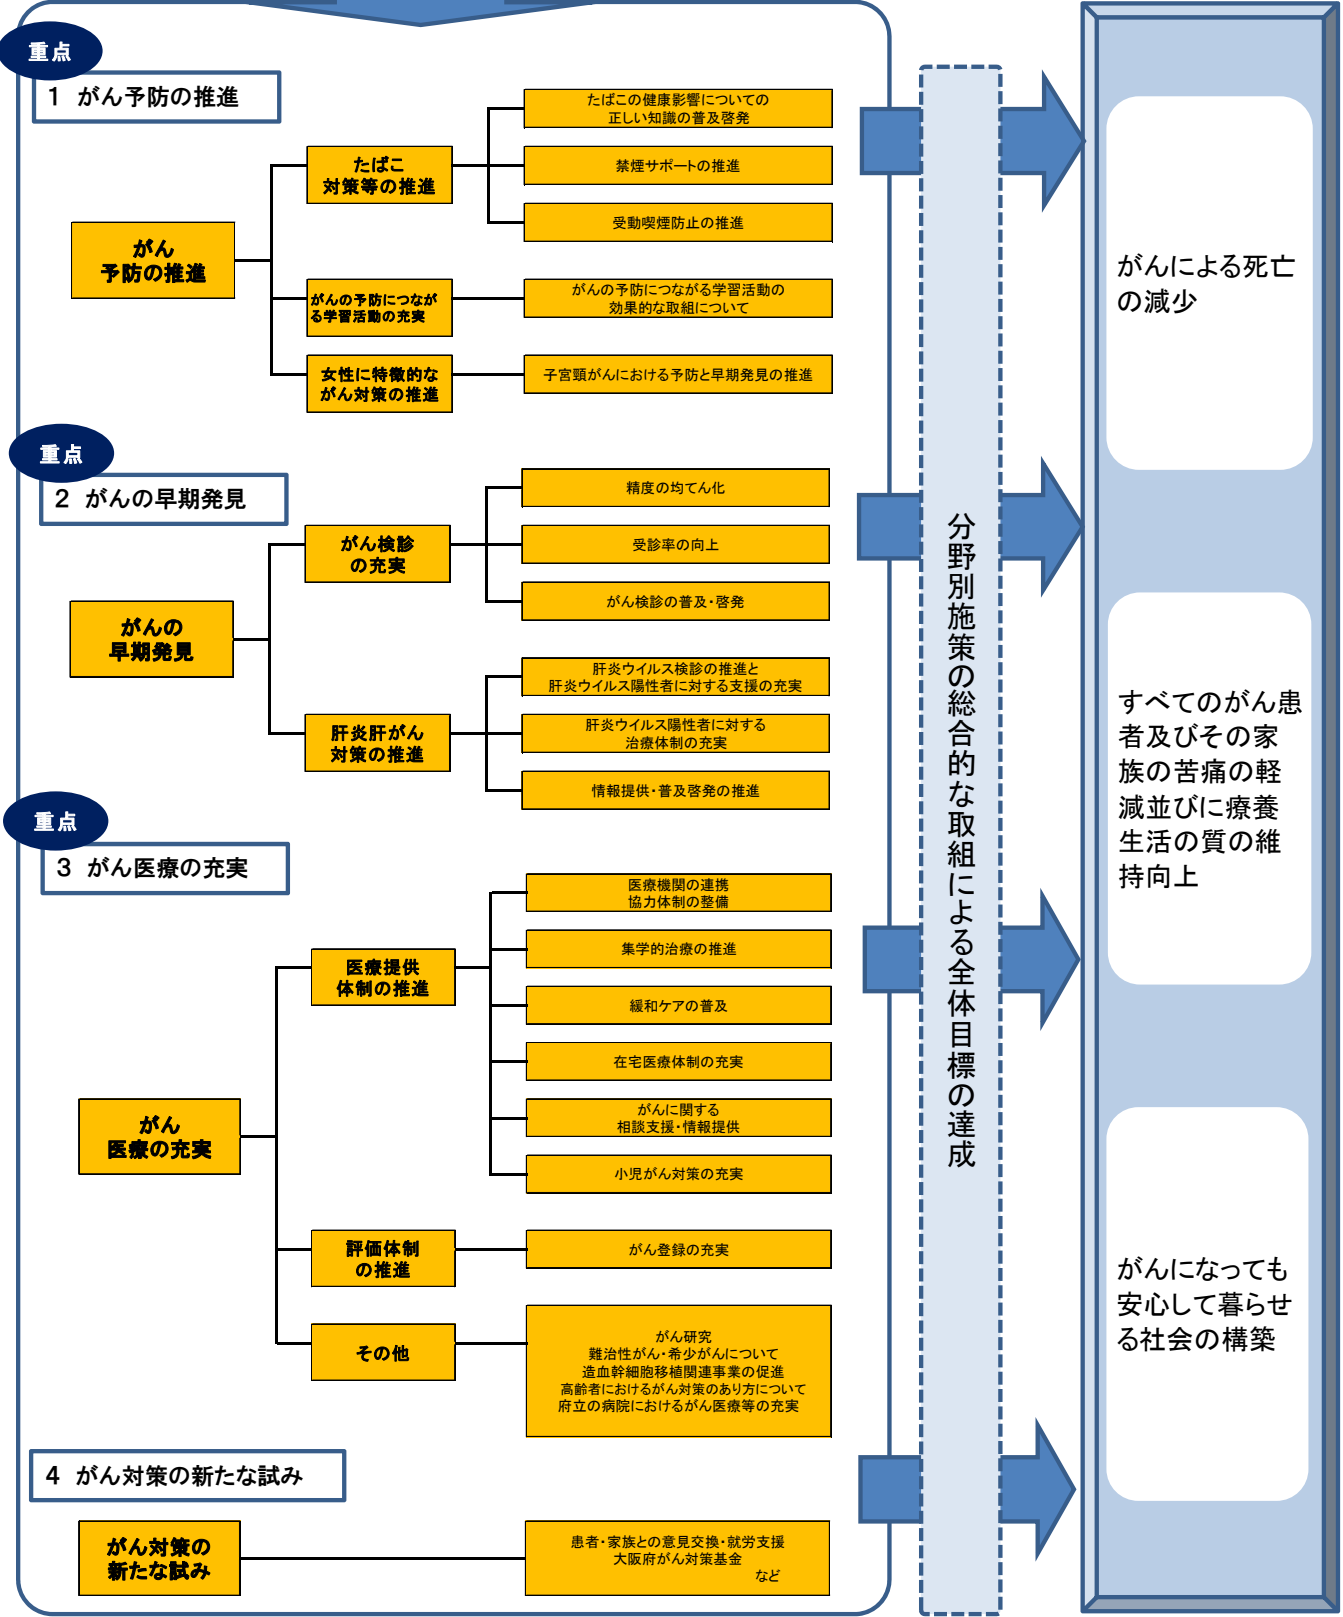 重点
1 がん予防の推進
がん
予防の推進
たばこ
対策等の推進
たばこの健康影響についての
正しい知識の普及啓発
禁煙サポートの推進
受動喫煙防止の推進
がんの予防につなが
る学習活動の充実
がんの予防につながる学習活動の
効果的な取組について
女性に特徴的な
がん対策の推進
子宮頸がんにおける予防と早期発見の推進
重点
2 がんの早期発見
がんの
早期発見
がん検診
の充実
精度の均てん化
受診率の向上
がん検診の普及・啓発
肝炎肝がん
対策の推進
肝炎ウイルス検診の推進と
肝炎ウイルス陽性者に対する支援の充実
肝炎ウイルス陽性者に対する
治療体制の充実
情報提供・普及啓発の推進
重点
3 がん医療の充実
がん
医療の充実
医療提供
体制の推進
医療機関の連携
協力体制の整備
集学的治療の推進
緩和ケアの普及
在宅医療体制の充実
がんに関する
相談支援・情報提供
小児がん対策の充実
評価体制
の推進
がん登録の充実
その他
がん研究
難治性がん・希少がんについて
造血幹細胞移植関連事業の促進
高齢者におけるがん対策のあり方について
府立の病院におけるがん医療等の充実
4 がん対策の新たな試み
がん対策の
新たな試み
患者・家族との意見交換・就労支援
大阪府がん対策基金
など
分野別施策の総合的な取組による全体目標の達成
がんによる死亡
の減少
すべてのがん患
者及びその家
族の苦痛の軽
減並びに療養
生活の質の維
持向上
がんになっても
安心して暮らせ
る社会の構築